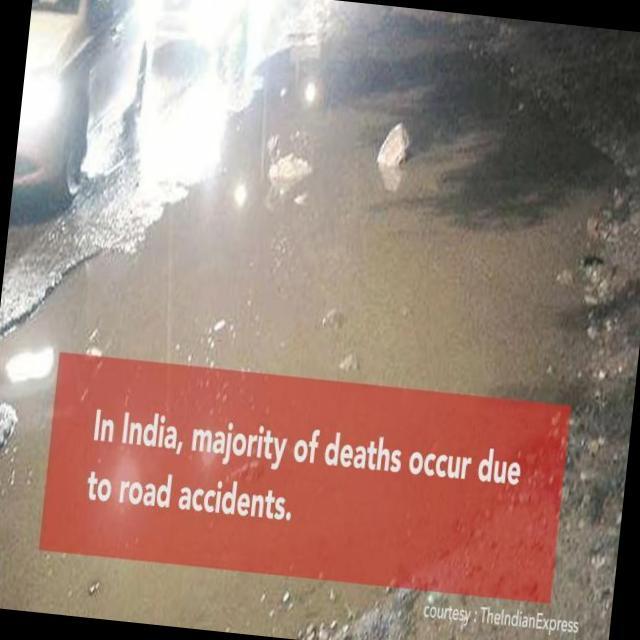 In India, majority of deaths occur due
to road accidents.
courtesy : TheIndianExpress